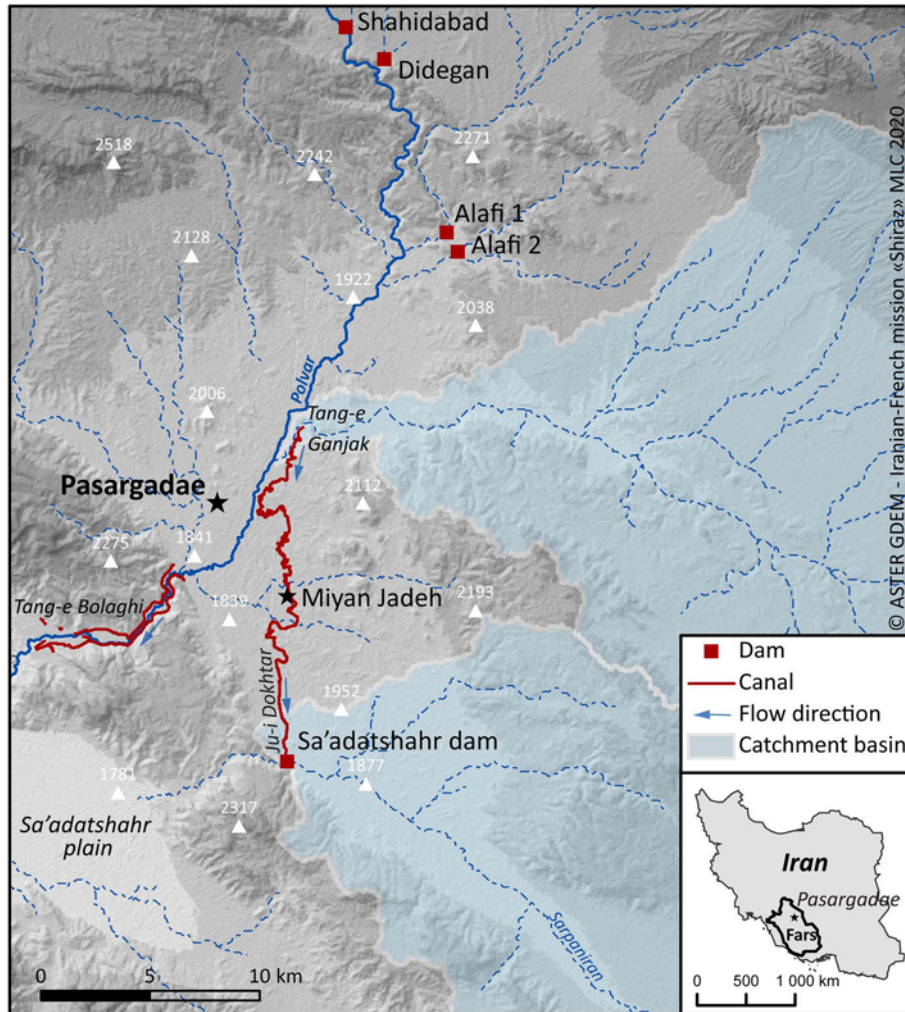 Shahidabad
Didegan
2271
2518
2242
Alafi 1
Alafi 2
2128
1922
2038
Polvar
2006
Tang-e
Ganjak
Pasargadae
2112
2275
1841
Tang-e Bolaghi
1839
Miyan Jadeh
2193
Ju-i Dokhtar
1952
Sa'adatshahr dam
1877
1781
2317
Sa'adatshahr
plain
Sarpaniran
0 5 10 km
© ASTER GDEM - Iranian-French mission «Shiraz» MLC 2020
Dam
Canal
Flow direction
Catchment basin
Iran
Pasargadae
Fars
0 500 1 000 km